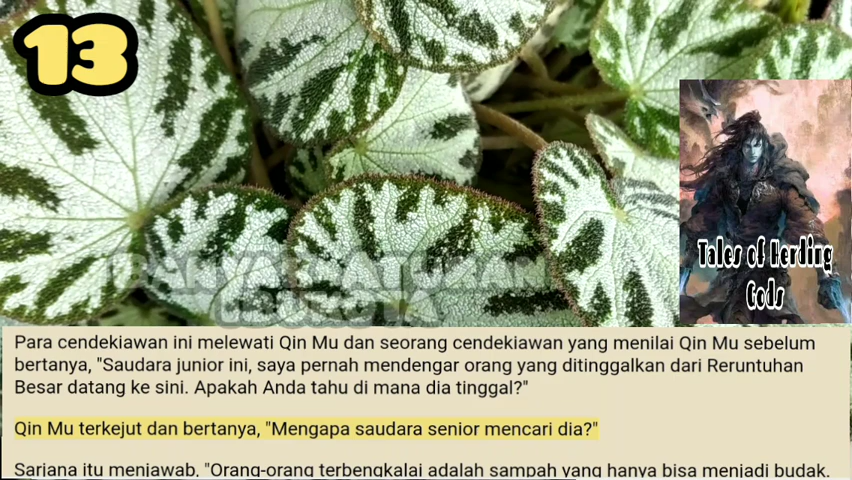 13
Tales of Herding
Gods
Para cendekiawan ini melewati Qin Mu dan seorang cendekiawan yang menilai Qin Mu sebelum
bertanya, "Saudara junior ini, saya pernah mendengar orang yang ditinggalkan dari Reruntuhan
Besar datang ke sini. Apakah Anda tahu di mana dia tinggal?"
Qin Mu terkejut dan bertanya, "Mengapa saudara senior mencari dia?"
Sarjana itu menjawab, "Orang-orang terbengkalai adalah sampah yang hanya bisa menjadi budak.